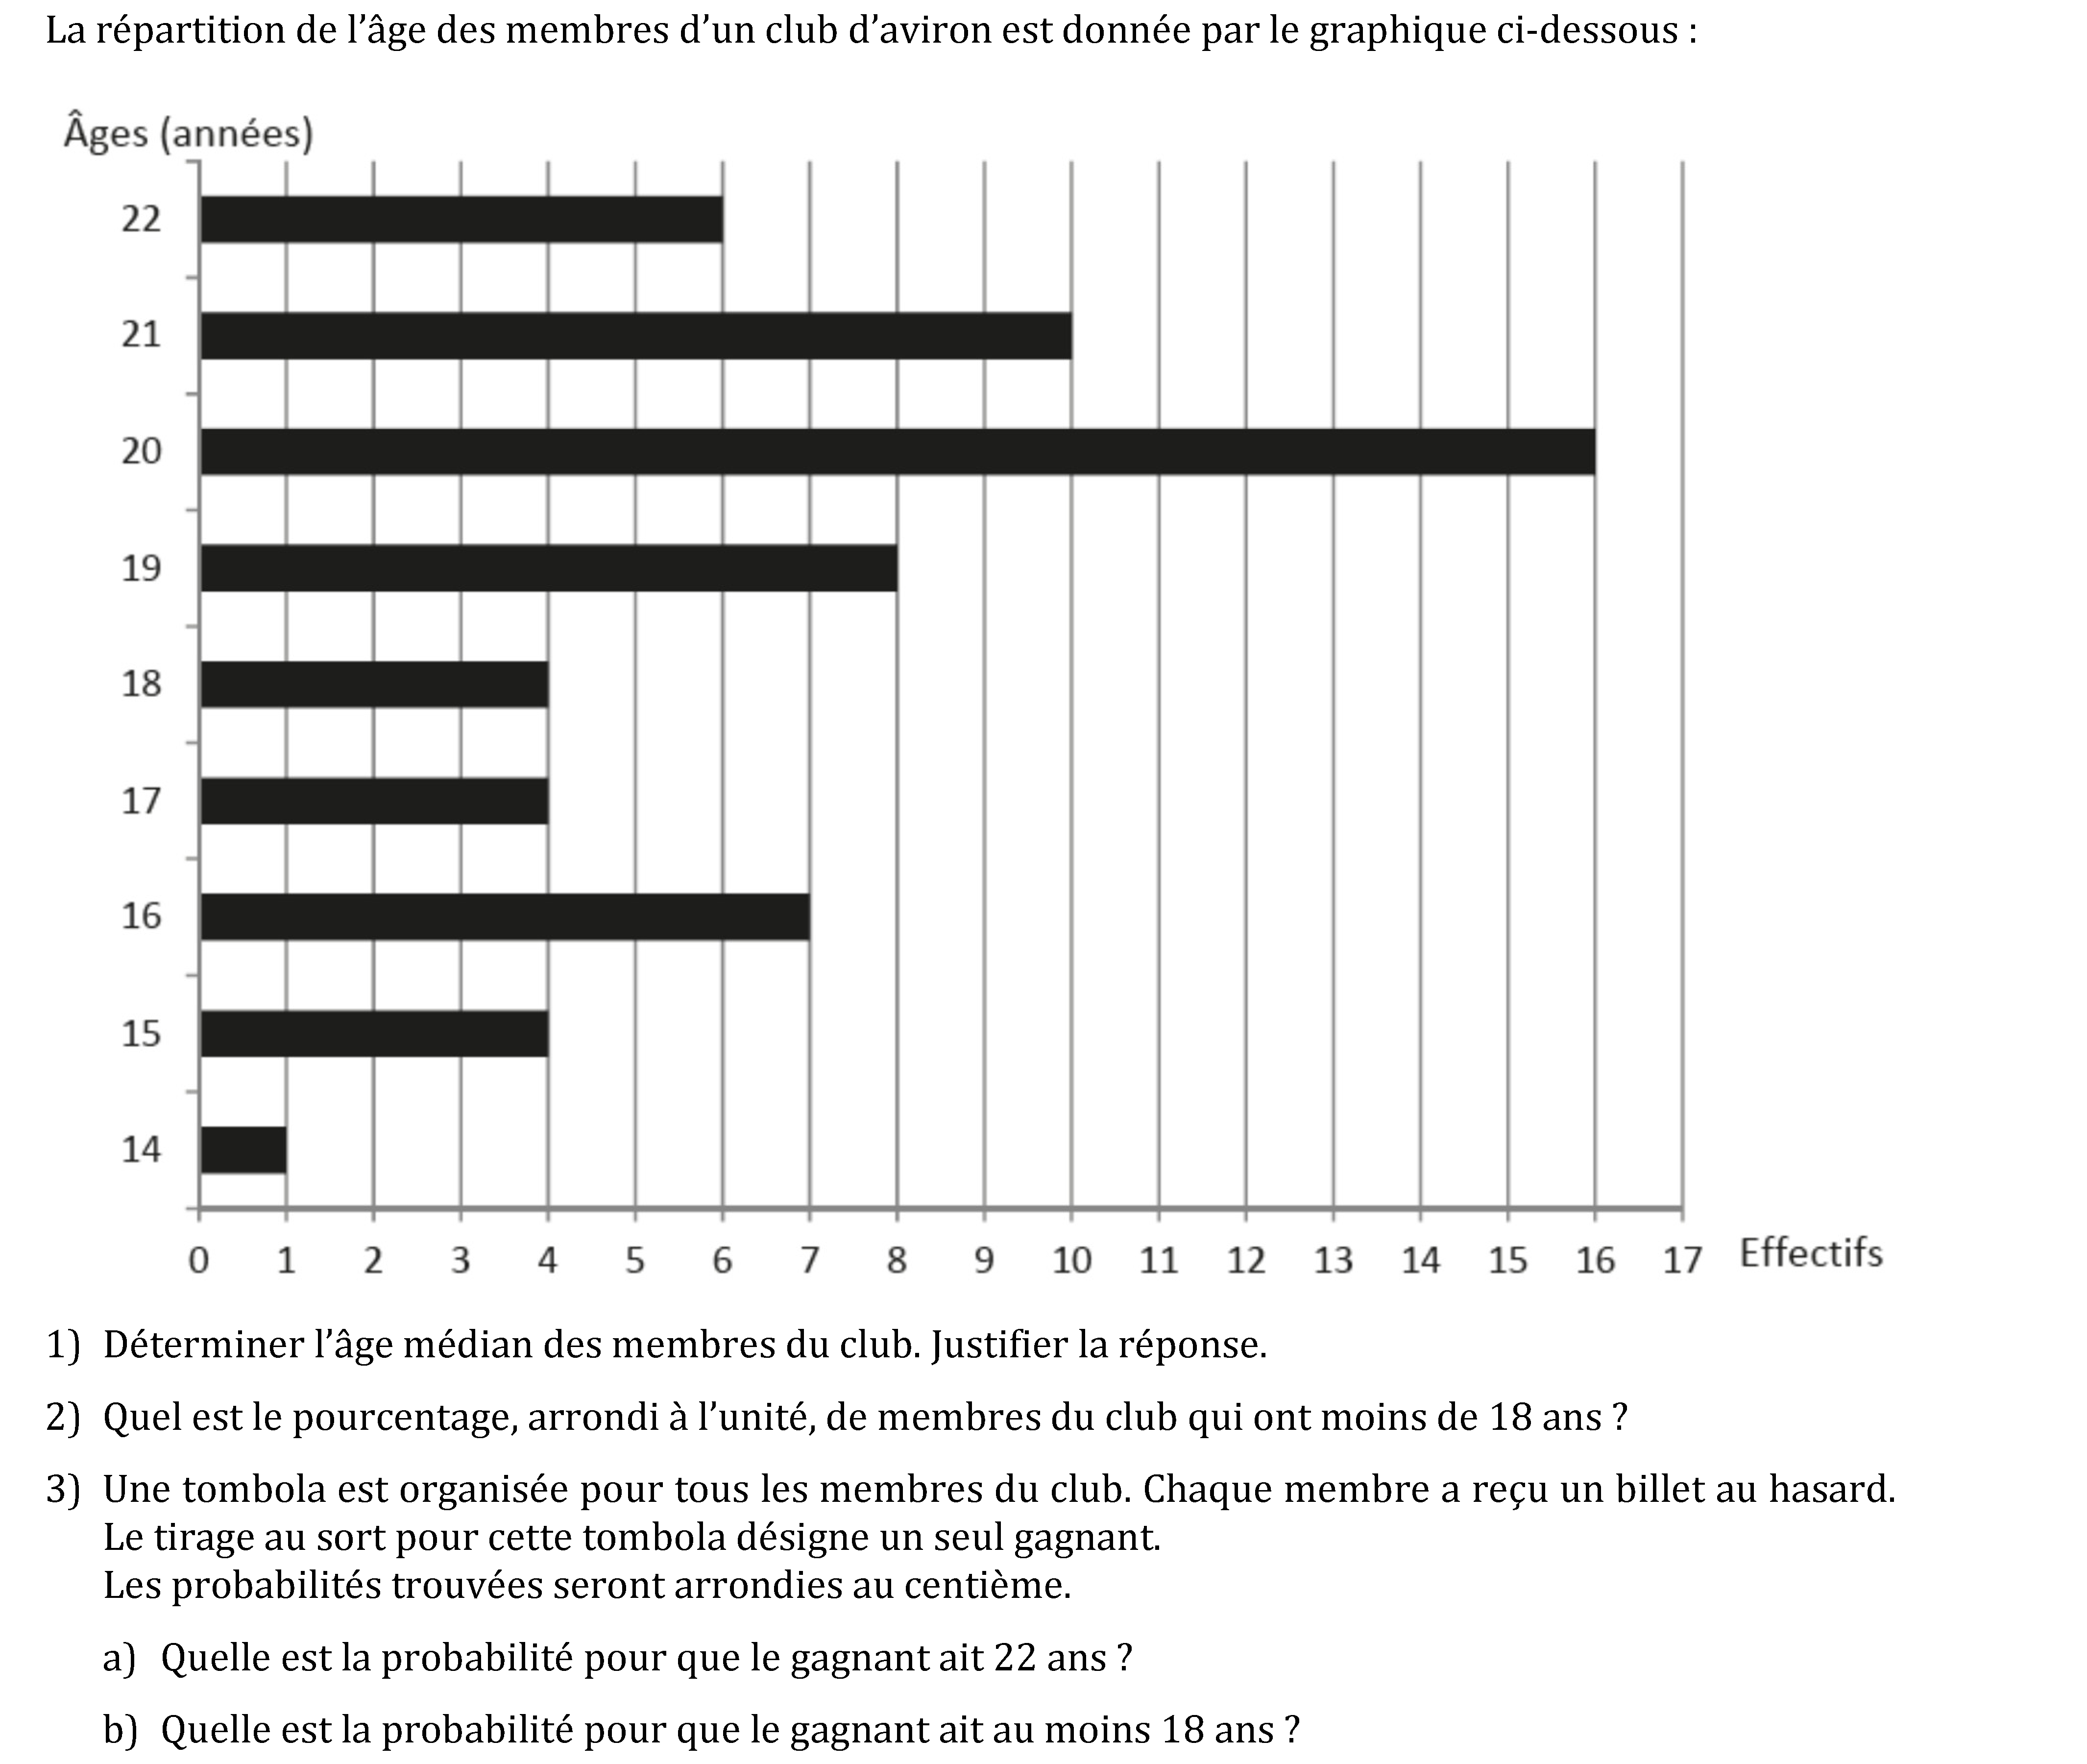 La répartition de l’âge des membres d’un club d’aviron est donnée par le graphique ci-dessous :
Âges (années)
22
21
20
19
18
17
16
15
14
0 1 2 3 4 5 6 7 8 9 10 11 12 13 14 15 16 17 Effectifs
1) Déterminer l’âge médian des membres du club. Justifier la réponse.
2) Quel est le pourcentage, arrondi à l’unité, de membres du club qui ont moins de 18 ans ?
3) Une tombola est organisée pour tous les membres du club. Chaque membre a reçu un billet au hasard.
Le tirage au sort pour cette tombola désigne un seul gagnant.
Les probabilités trouvées seront arrondies au centième.
a) Quelle est la probabilité pour que le gagnant ait 22 ans ?
b) Quelle est la probabilité pour que le gagnant ait au moins 18 ans ?